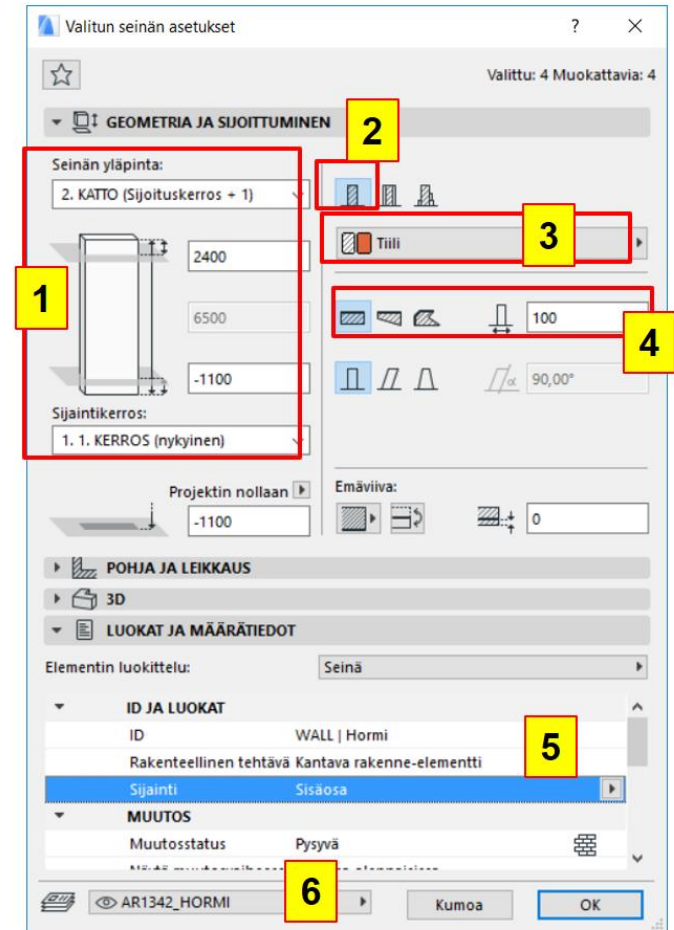 Valitun seinän asetukset
Valittu: 4 Muokattavia: 4
GEOMETRIA JA SIJOITTUMINEN
2
Seinän yläpinta:
2. KATTO (Sijoituskerros + 1)
Tiili
3
2400
1
6500
100
4
-1100
α 90,00°
Sijaintikerros:
1. 1. KERROS (nykyinen)
Projektin nollaan
Emäviiva:
-1100
0
POHJA JA LEIKKAUS
3D
LUOKAT JA MÄÄRÄTIEDOT
Elementin luokittelu:
Seinä
ID JA LUOKAT
ID WALL | Hormi
5
Rakenteellinen tehtävä Kantava rakenne-elementti
Sijainti Sisäosa
MUUTOS
Muutosstatus Pysyvä
6
AR1342_HORMI
Kumoa
OK